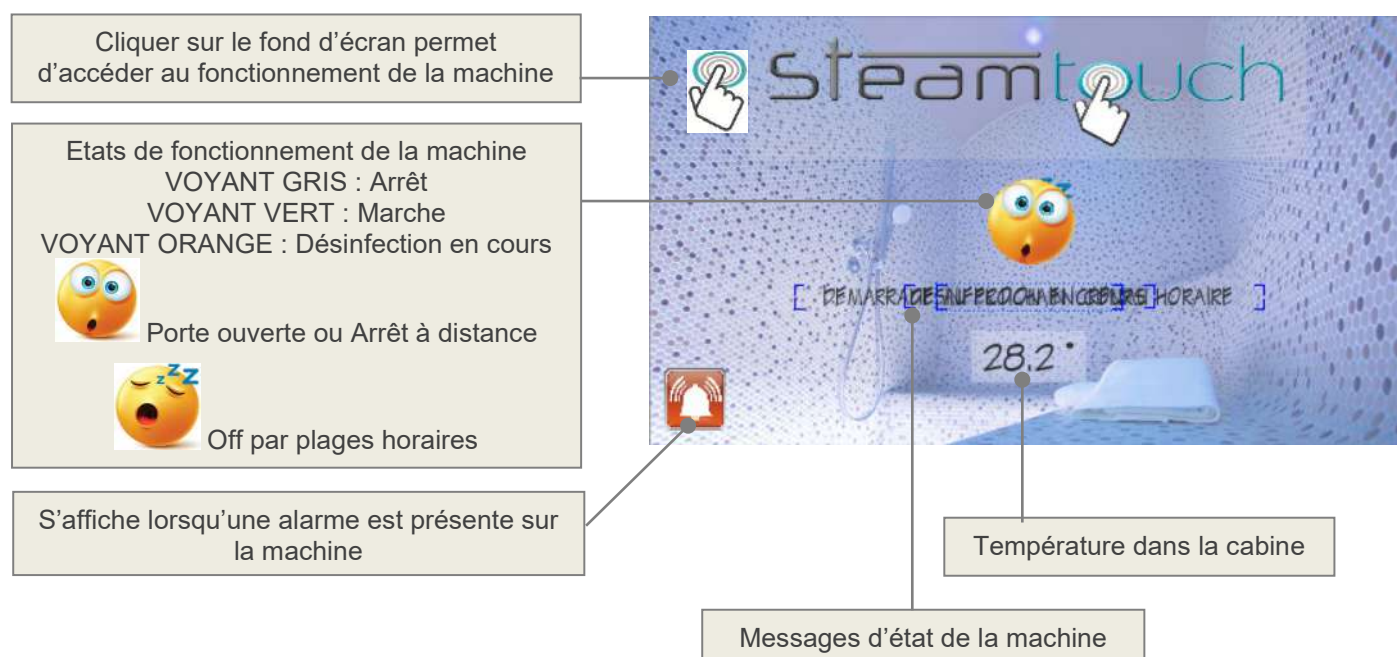 Cliquer sur le fond d'écran permet
d'accéder au fonctionnement de la machine
Etats de fonctionnement de la machine
VOYANT GRIS : Arrêt
VOYANT VERT : Marche
VOYANT ORANGE : Désinfection en cours
Porte ouverte ou Arrêt à distance
zzz
Off par plages horaires
S'affiche lorsqu'une alarme est présente sur
la machine
Steamtouch
HORAIRE
28.2°
Température dans la cabine
Messages d'état de la machine